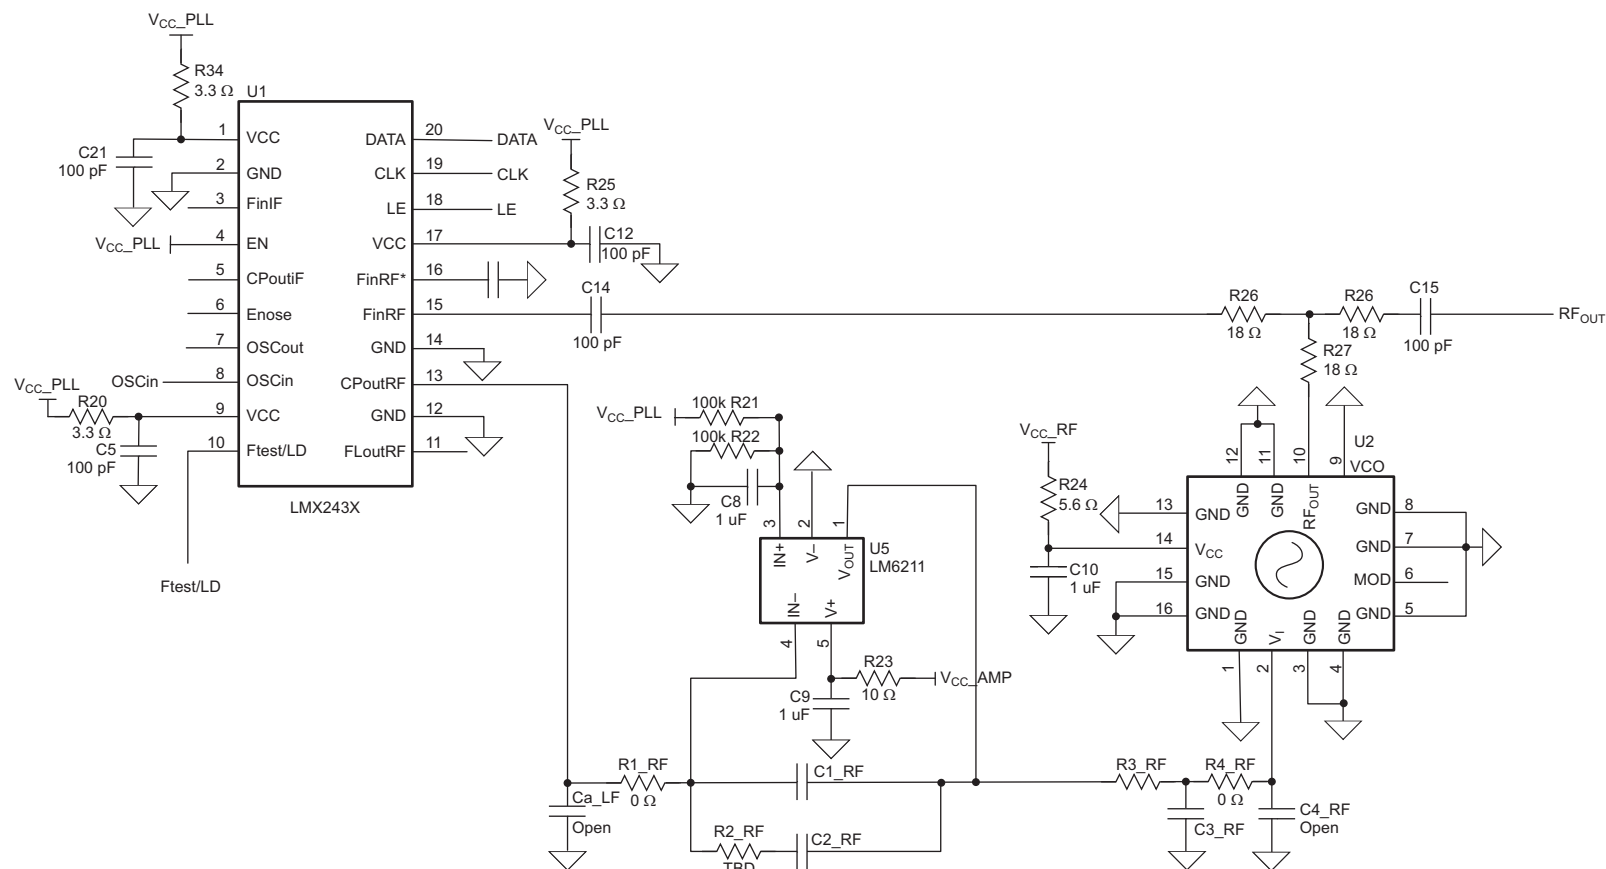 VCC_PLL
R34
3.3 Ω
U1
C21
100 pF
1 VCC
2 GND
3 FinIF
VCC_PLL 4 EN
5 CPoutiF
6 Enose
7 OSCout
OSCin 8 OSCin
VCC_PLL
R20
3.3 Ω
9 VCC
C5
100 pF
10 Ftest/LD
Ftest/LD
DATA 20 DATA
CLK 19 CLK
LE 18 LE
VCC 17
FinRF* 16
FinRF 15
GND 14
CPoutRF 13
GND 12
FLoutRF 11
LMX243X
VCC_PLL
R25
3.3 Ω
C12
100 pF
C14
100 pF
R26
18 Ω
R26
18 Ω
C15
100 pF
RFOUT
R27
18 Ω
VCC_PLL
100k R21
100k R22
C8
1 uF
3 2 1
IN+ V– VOUT
U5
LM6211
IN– V+
4 5
R23
10 Ω
VCC_AMP
C9
1 uF
VCC_RF
R24
5.6 Ω
C10
1 uF
U2
VCO
12 11 10 9
GND GND RFOUT
13 GND
14 VCC
15 GND
16 GND
GND 8
GND 7
MOD 6
GND 5
GND VI GND GND
1 2 3 4
R1_RF
0 Ω
Ca_LF
Open
C1_RF
R2_RF
TBD
C2_RF
R3_RF
R4_RF
0 Ω
C3_RF
C4_RF
Open